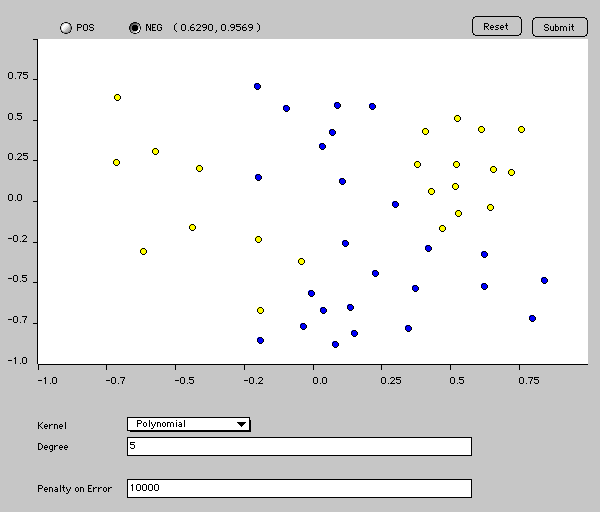 POS NEG ( 0.6290, 0.9569 ) Reset Submit
0.75
0.5
0.25
0.0
-0.2
-0.5
-0.7
-1.0
-1.0 -0.7 -0.5 -0.2 0.0 0.25 0.5 0.75
Kernel Polynomial
Degree 5
Penalty on Error 10000